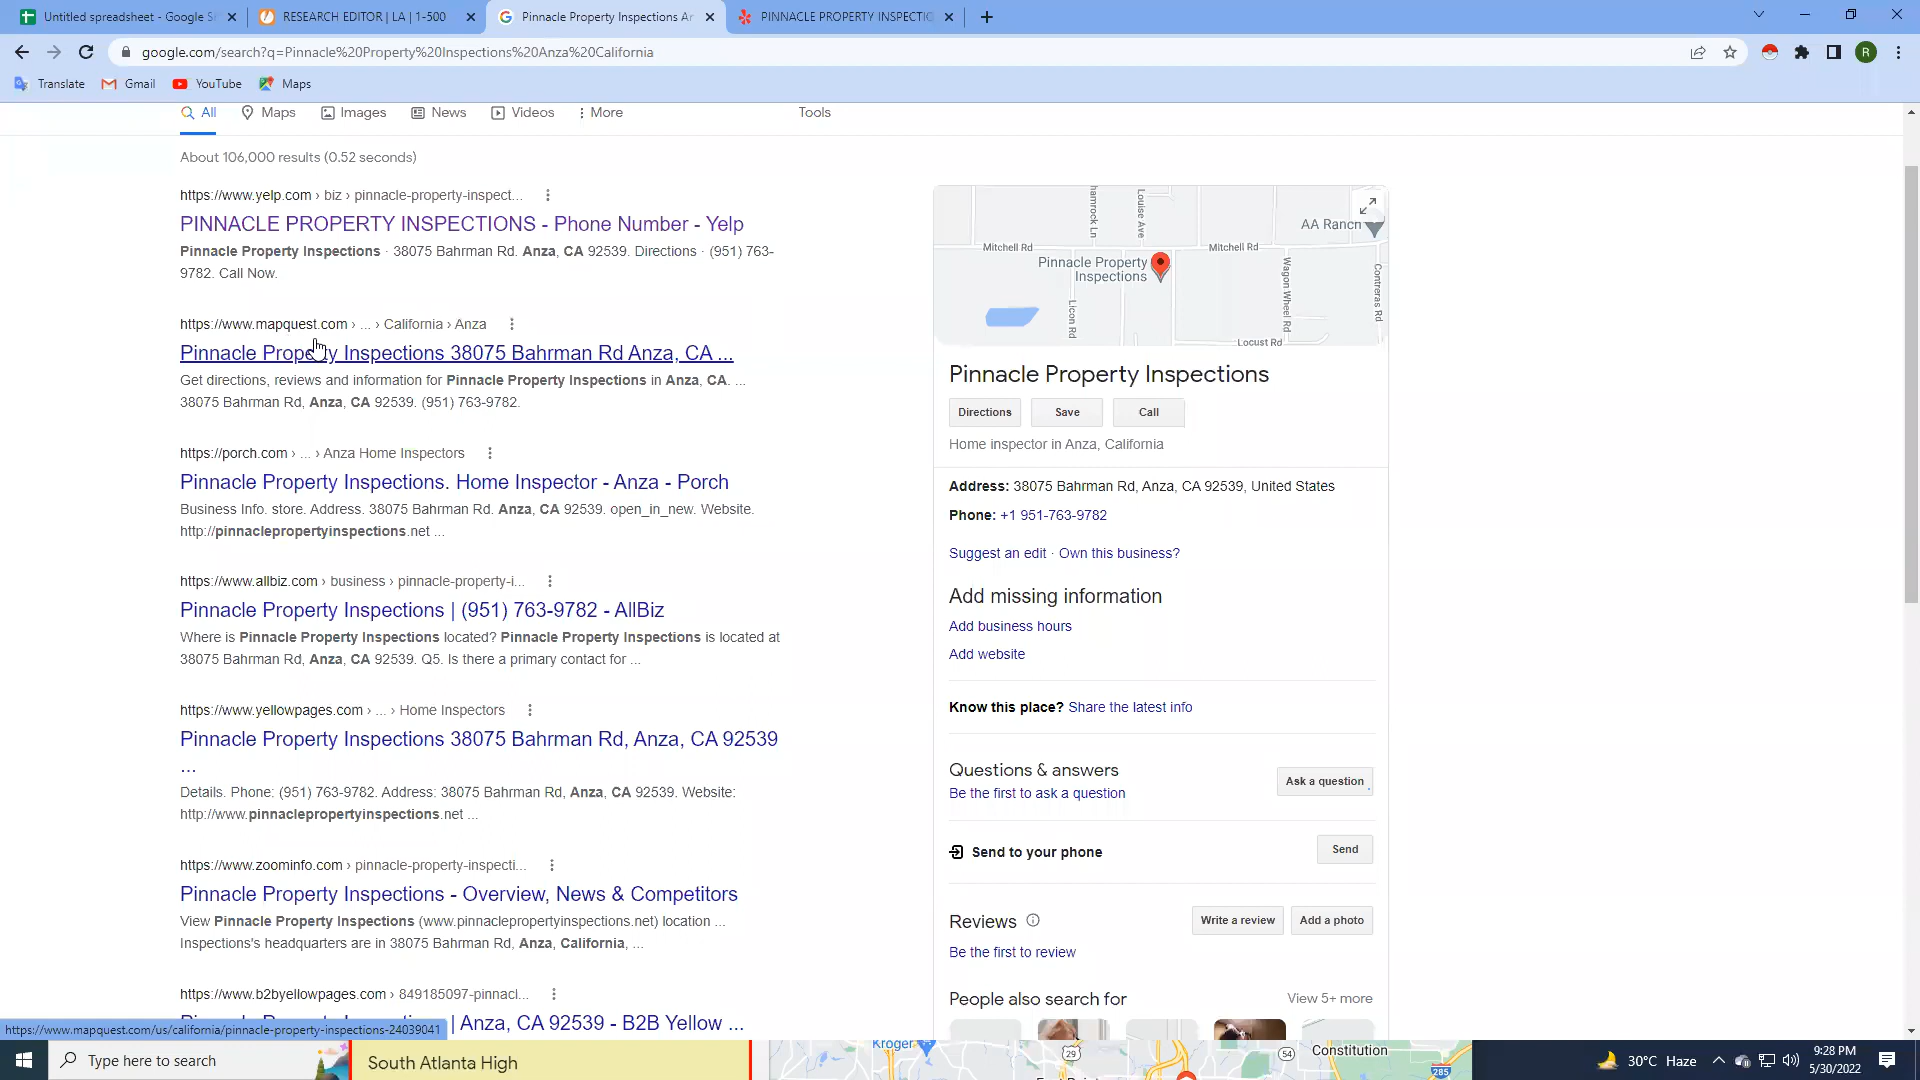 Untitled spreadsheet - Google S
RESEARCH EDITOR | LA | 1-500
Pinnacle Property Inspections An
PINNACLE PROPERTY INSPECTIO
google.com/search?q=Pinnacle%20Property%20Inspections%20Anza%20California
R
Translate
Gmail
YouTube
Maps
All
Maps
Images
News
Videos
More
Tools
About 106,000 results (0.52 seconds)
https://www.yelp.com › biz › pinnacle-property-inspect...
PINNACLE PROPERTY INSPECTIONS - Phone Number - Yelp
Pinnacle Property Inspections · 38075 Bahrman Rd. Anza, CA 92539. Directions · (951) 763-
9782. Call Now.
https://www.mapquest.com › ... › California › Anza
Pinnacle Property Inspections 38075 Bahrman Rd Anza, CA ...
Get directions, reviews and information for Pinnacle Property Inspections in Anza, CA. ...
38075 Bahrman Rd, Anza, CA 92539. (951) 763-9782.
https://porch.com › ... › Anza Home Inspectors
Pinnacle Property Inspections. Home Inspector - Anza - Porch
Business Info. store. Address. 38075 Bahrman Rd. Anza, CA 92539. open_in_new. Website.
http://pinnaclepropertyinspections.net ...
https://www.allbiz.com › business › pinnacle-property-i...
Pinnacle Property Inspections | (951) 763-9782 - AllBiz
Where is Pinnacle Property Inspections located? Pinnacle Property Inspections is located at
38075 Bahrman Rd, Anza, CA 92539. Q5. Is there a primary contact for ...
https://www.yellowpages.com › ... › Home Inspectors
Pinnacle Property Inspections 38075 Bahrman Rd, Anza, CA 92539
...
Details. Phone: (951) 763-9782. Address: 38075 Bahrman Rd, Anza, CA 92539. Website:
http://www.pinnaclepropertyinspections.net ...
https://www.zoominfo.com › pinnacle-property-inspecti...
Pinnacle Property Inspections - Overview, News & Competitors
View Pinnacle Property Inspections (www.pinnaclepropertyinspections.net) location ...
Inspections's headquarters are in 38075 Bahrman Rd, Anza, California, ...
https://www.b2byellowpages.com › 849185097-pinnacl...
| Anza, CA 92539 - B2B Yellow ...
https://www.mapquest.com/us/california/pinnacle-property-inspections-24039041
hamrock Ln
Louise Ave
AA Ranch
Mitchell Rd
Mitchell Rd
Pinnacle Property
Inspections
Licon Rd
Wagon Wheel Rd
Contreras Rd
Locust Rd
Pinnacle Property Inspections
Directions
Save
Call
Home inspector in Anza, California
Address: 38075 Bahrman Rd, Anza, CA 92539, United States
Phone: +1 951-763-9782
Suggest an edit · Own this business?
Add missing information
Add business hours
Add website
Know this place? Share the latest info
Questions & answers
Be the first to ask a question
Ask a question
Send to your phone
Send
Reviews
Write a review
Add a photo
Be the first to review
People also search for
View 5+ more
Type here to search
South Atlanta High
Kroger
29
54
Constitution
285
30°C Haze
9:28 PM
5/30/2022